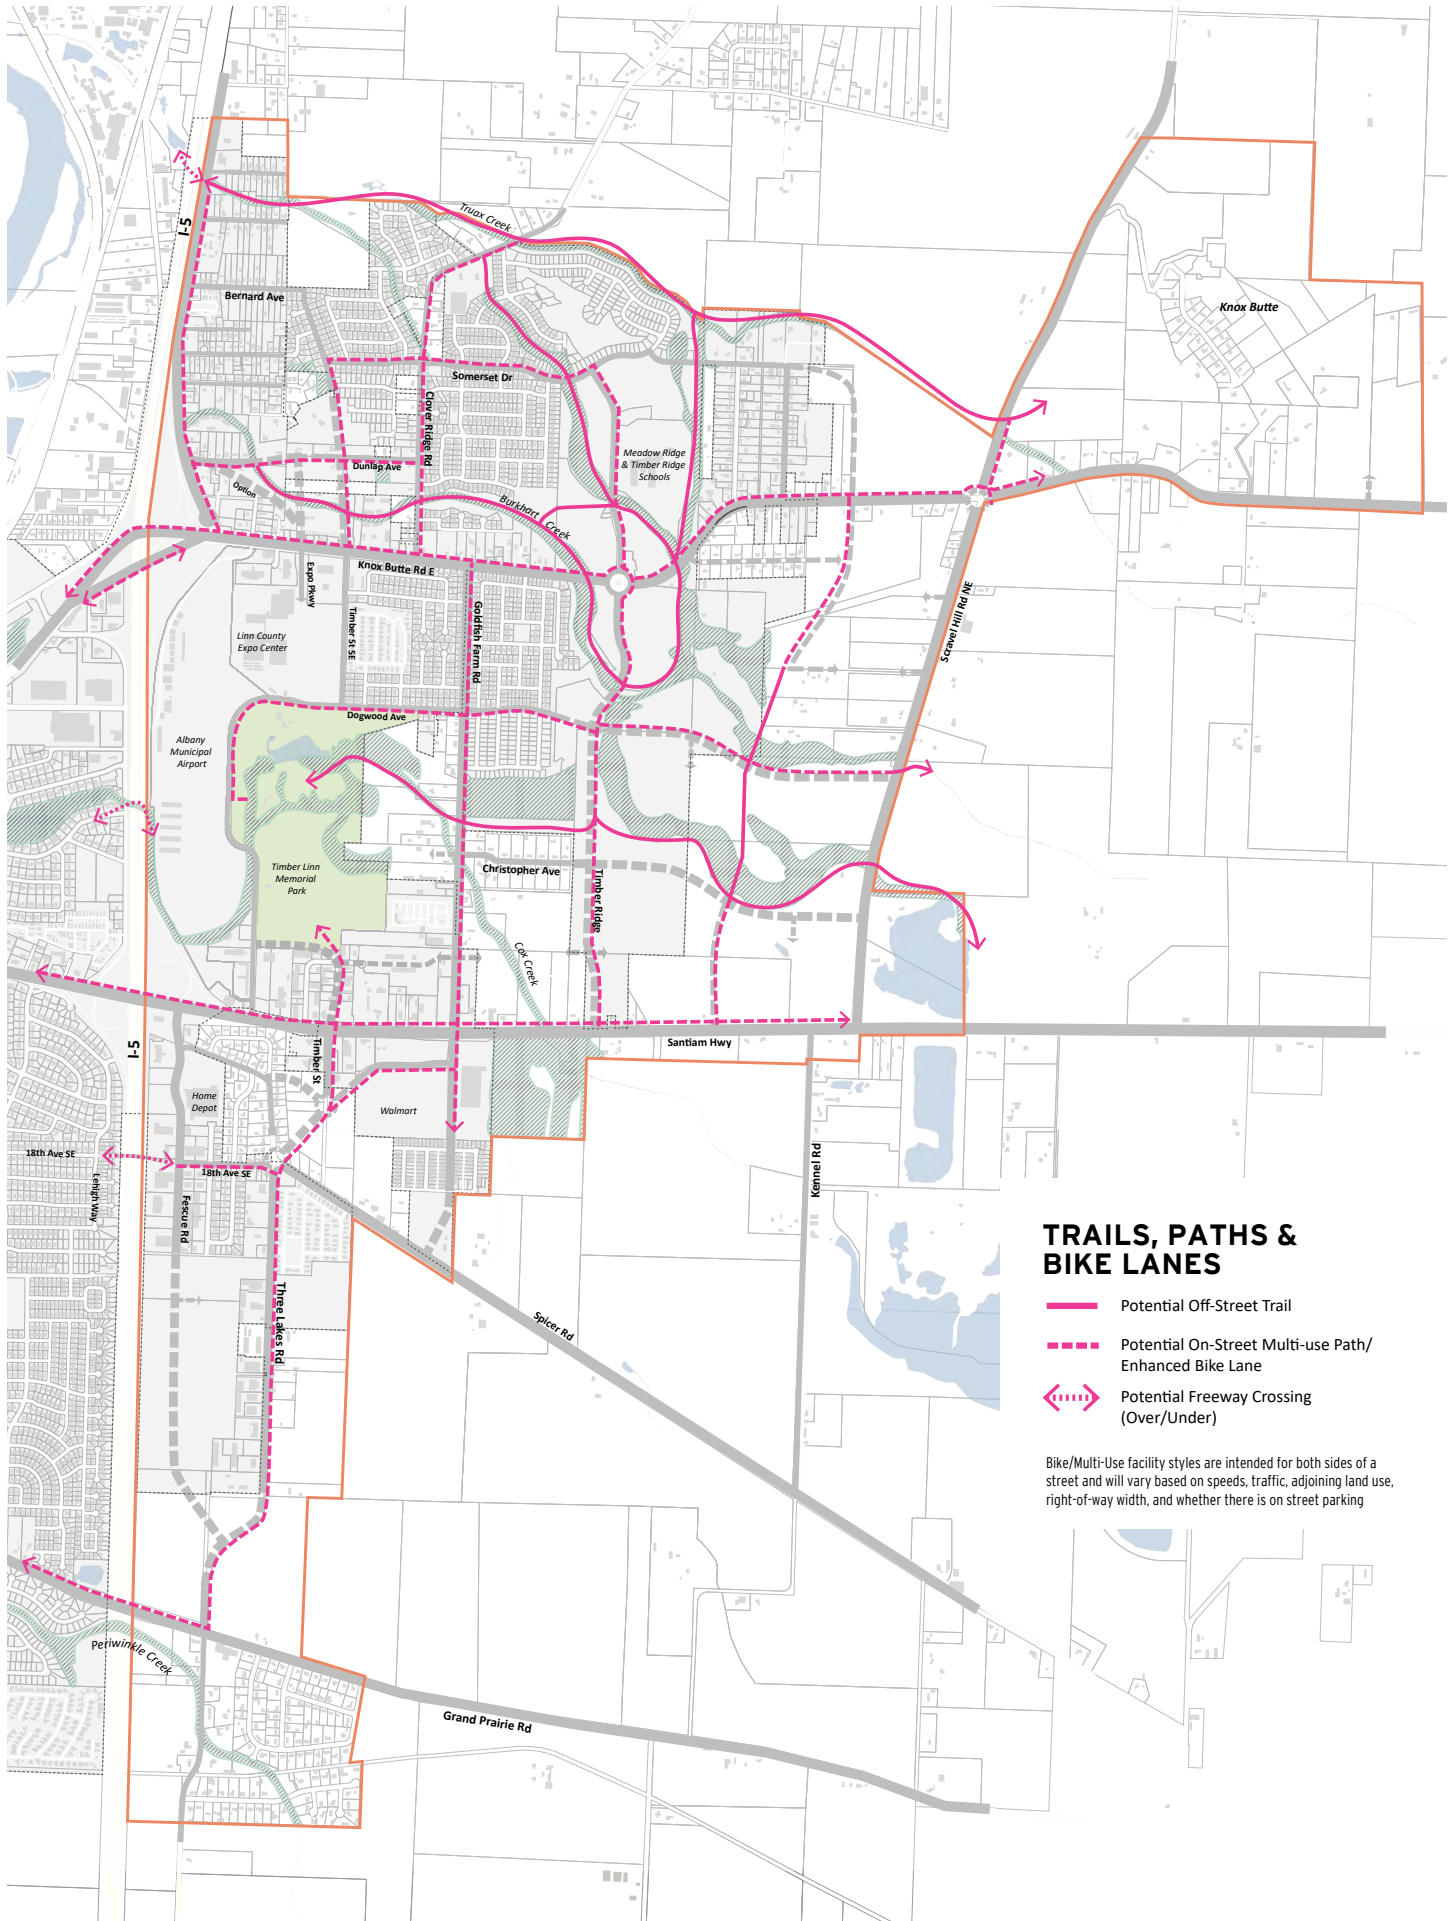 Truax Creek
I-5
Bernard Ave
Knox Butte
Somerset Dr
Clover Ridge Rd
Meadow Ridge
& Timber Ridge
Schools
Dunlap Ave
Option
Burkhart
Creek
Knox Butte Rd E
Expo Pkwy
Timber St SE
Goldfish Farm Rd
Scravel Hill Rd NE
Linn County
Expo Center
Dogwood Ave
Albany
Municipal
Airport
Timber Linn
Memorial
Park
Christopher Ave
Timber Ridge
Cox Creek
I-5
Timber St
Santiam Hwy
Home
Depot
Walmart
18th Ave SE
18th Ave SE
Lehigh Way
Fescue Rd
Kennel Rd
Three Lakes Rd
Spicer Rd
Periwinkle Creek
Grand Prairie Rd
TRAILS, PATHS &
BIKE LANES
Potential Off-Street Trail
Potential On-Street Multi-use Path/
Enhanced Bike Lane
Potential Freeway Crossing
(Over/Under)
Bike/Multi-Use facility styles are intended for both sides of a
street and will vary based on speeds, traffic, adjoining land use,
right-of-way width, and whether there is on street parking